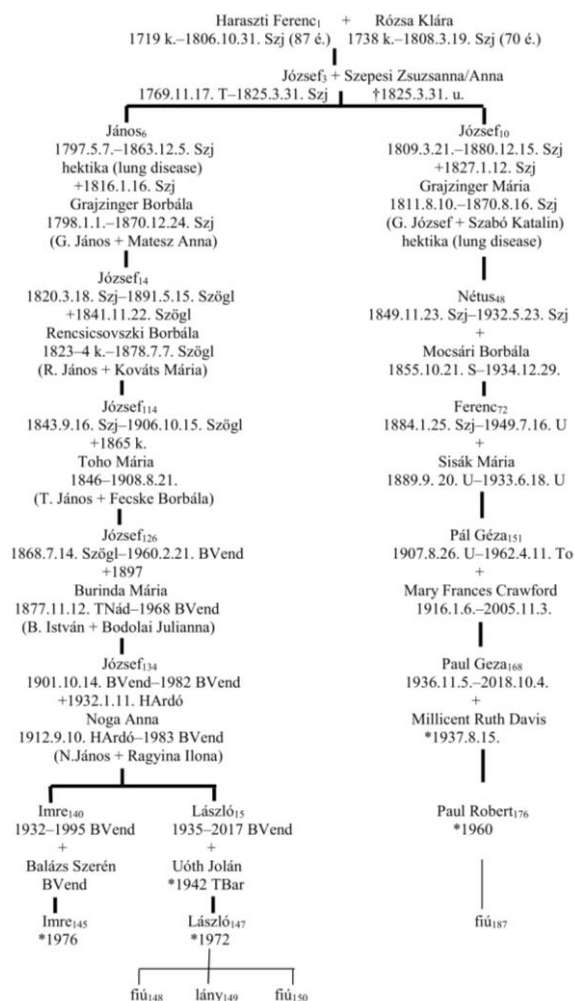 Haraszti Ferenc₁ + Rózsa Klára
1719 k.–1806.10.31. Szj (87 é.) 1738 k.–1808.3.19. Szj (70 é.)
József₃ + Szepesi Zsuzsanna/Anna
1769.11.17. T–1825.3.31. Szj †1825.3.31. u.
János₆
1797.5.7.–1863.12.5. Szj
hektika (lung disease)
+1816.1.16. Szj
Grajzinger Borbála
1798.1.1.–1870.12.24. Szj
(G. János + Matesz Anna)
József₁₄
1820.3.18. Szj–1891.5.15. Szögl
+1841.11.22. Szögl
Rencsicsovszki Borbála
1823–4 k.–1878.7.7. Szögl
(R. János + Kováts Mária)
József₁₁₄
1843.9.16. Szj–1906.10.15. Szögl
+1865 k.
Toho Mária
1846–1908.8.21.
(T. János + Fecske Borbála)
József₁₂₆
1868.7.14. Szögl–1960.2.21. BVend
+1897
Burinda Mária
1877.11.12. TNád–1968 BVend
(B. István + Bodolai Julianna)
József₁₃₄
1901.10.14. BVend–1982 BVend
+1932.1.11. HArdó
Noga Anna
1912.9.10. HArdó–1983 BVend
(N.János + Ragyina Ilona)
Imre₁₄₀
1932–1995 BVend
+
Balázs Szerén
BVend
Imre₁₄₅
*1976
László₁₅
1935–2017 BVend
+
Uóth Jolán
*1942 TBar
László₁₄₇
*1972
fiú₁₄₈ lány₁₄₉ fiú₁₅₀
József₁₀
1809.3.21.–1880.12.15. Szj
+1827.1.12. Szj
Grajzinger Mária
1811.8.10.–1870.8.16. Szj
(G. József + Szabó Katalin)
hektika (lung disease)
Nétus₄₈
1849.11.23. Szj–1932.5.23. Szj
+
Mocsári Borbála
1855.10.21. S–1934.12.29.
Ferenc₇₂
1884.1.25. Szj–1949.7.16. U
+
Sisák Mária
1889.9. 20. U–1933.6.18. U
Pál Géza₁₅₁
1907.8.26. U–1962.4.11. To
+
Mary Frances Crawford
1916.1.6.–2005.11.3.
Paul Geza₁₆₈
1936.11.5.–2018.10.4.
+
Millicent Ruth Davis
*1937.8.15.
Paul Robert₁₇₆
*1960
fiú₁₈₇